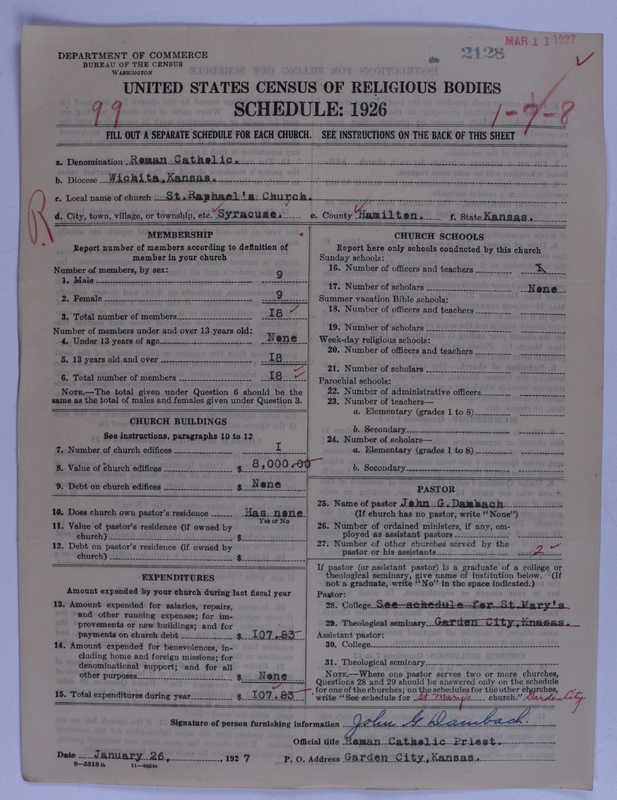 MAR 11 1927
2128
DEPARTMENT OF COMMERCE
BUREAU OF THE CENSUS
WASHINGTON
UNITED STATES CENSUS OF RELIGIOUS BODIES
99
SCHEDULE: 1926
1-7-8
FILL OUT A SEPARATE SCHEDULE FOR EACH CHURCH. SEE INSTRUCTIONS ON THE BACK OF THIS SHEET
a. Denomination Roman Catholic.
b. Diocese Wichita, Kansas.
c. Local name of church St.Raphael's Church.
R
d. City, town, village, or township, etc. Syracuse. e. County Hamilton. f. State Kansas.
MEMBERSHIP
Report number of members according to definition of
member in your church
Number of members, by sex:
1. Male 9
2. Female 9
3. Total number of members I8
Number of members under and over 13 years old:
4. Under 13 years of age None
5. 13 years old and over I8
6. Total number of members I8
NOTE.—The total given under Question 6 should be the
same as the total of males and females given under Question 3.
CHURCH BUILDINGS
See instructions, paragraphs 10 to 12
7. Number of church edifices I
8. Value of church edifices $ 8,000.00
9. Debt on church edifices $ None
10. Does church own pastor's residence Has none
Yes or No
11. Value of pastor's residence (if owned by
church) $
12. Debt on pastor's residence (if owned by
church) $
EXPENDITURES
Amount expended by your church during last fiscal year
13. Amount expended for salaries, repairs,
and other running expenses; for im-
provements or new buildings; and for
payments on church debt $ I07.83
14. Amount expended for benevolences, in-
cluding home and foreign missions; for
denominational support; and for all
other purposes $ None
15. Total expenditures during year $ I07.83
CHURCH SCHOOLS
Report here only schools conducted by this church
Sunday schools:
16. Number of officers and teachers I
17. Number of scholars None
Summer vacation Bible schools:
18. Number of officers and teachers
19. Number of scholars
Week-day religious schools:
20. Number of officers and teachers
21. Number of scholars
Parochial schools:
22. Number of administrative officers
23. Number of teachers—
a. Elementary (grades 1 to 8)
b. Secondary
24. Number of scholars—
a. Elementary (grades 1 to 8)
b. Secondary
PASTOR
25. Name of pastor John G.Dambach
(If church has no pastor, write "None")
26. Number of ordained ministers, if any, em-
ployed as assistant pastors
27. Number of other churches served by the
pastor or his assistants 2
If pastor (or assistant pastor) is a graduate of a college or
theological seminary, give name of institution below. (If
not a graduate, write "No" in the space indicated.)
Pastor:
28. College See schedule for St.Mary's
29. Theological seminary Garden City,Knasas.
Assistant pastor:
30. College
31. Theological seminary
NOTE.—Where one pastor serves two or more churches,
Questions 28 and 29 should be answered only on the schedule
for one of the churches; on the schedules for the other churches,
write "See schedule for St Marys church." Garden City
Signature of person furnishing information John G. Dambach.
Official title Roman Catholic Priest.
Date January 26, 1927 P. O. Address Garden City,Kansas.
8—5318a 11—9054